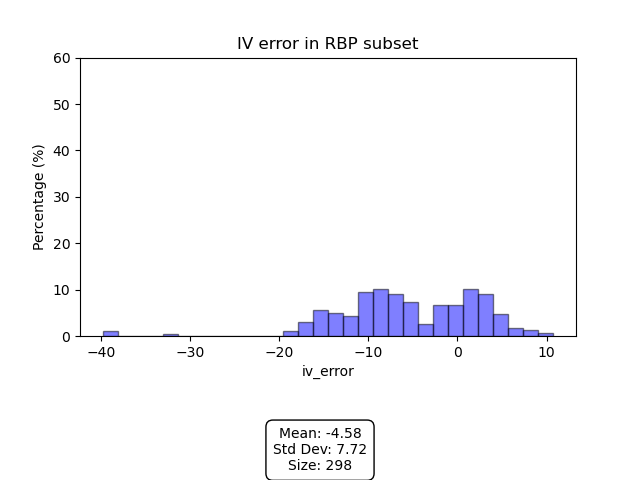 IV error in RBP subset
60
50
40
30
20
10
0
Percentage (%)
−40
−30
−20
−10
0
10
iv_error
Mean: -4.58
Std Dev: 7.72
Size: 298